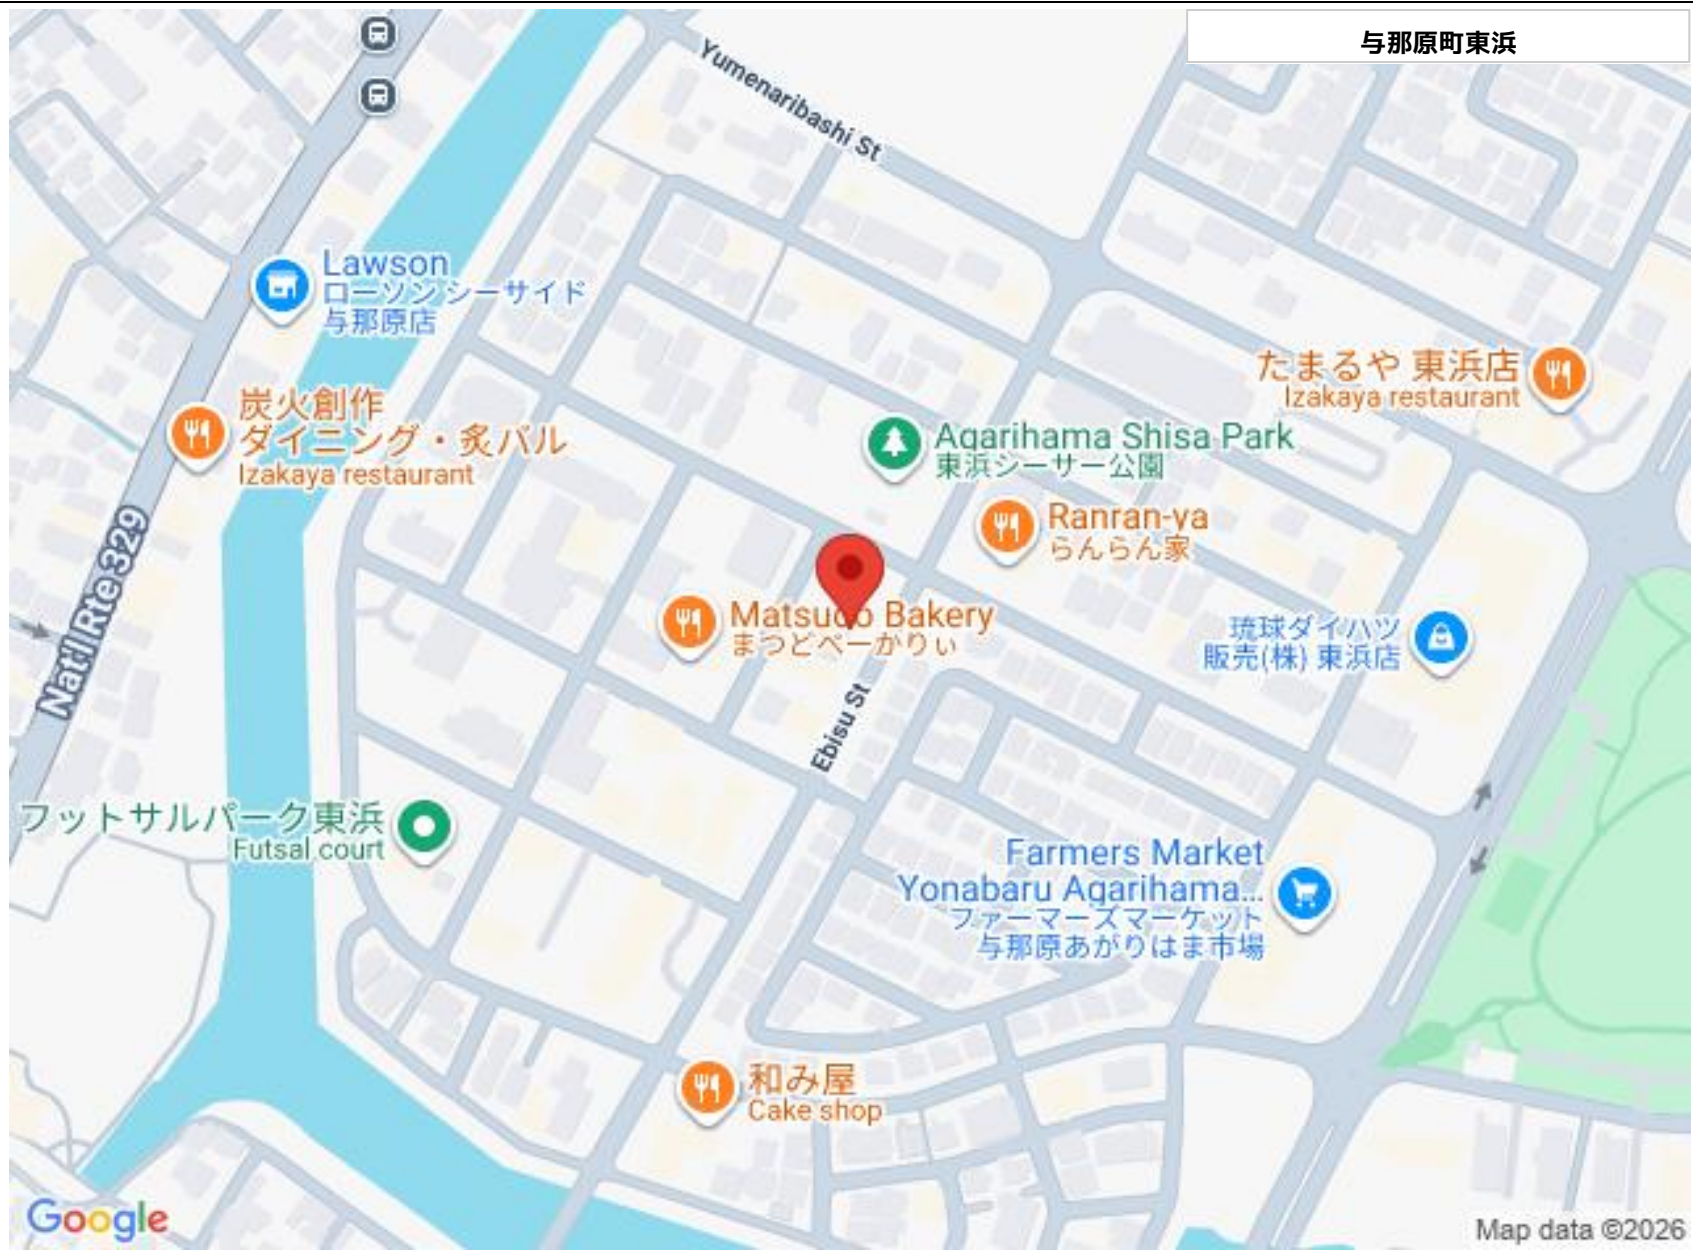 与那原町東浜
Yumenaribashi St
Lawson
ローソン シーサイド
与那原店
炭火創作
ダイニング・炙バル
Izakaya restaurant
たまるや 東浜店
Izakaya restaurant
Agarihama Shisa Park
東浜シーサー公園
Ranran-ya
らんらん家
Nat'l Rte 329
Matsudo Bakery
まつどべーかりぃ
琉球ダイハツ
販売(株) 東浜店
Ebisu St
フットサルパーク東浜
Futsal court
Farmers Market
Yonabaru Agarihama...
ファーマーズマーケット
与那原あがりはま市場
和み屋
Cake shop
Google
Map data ©2026